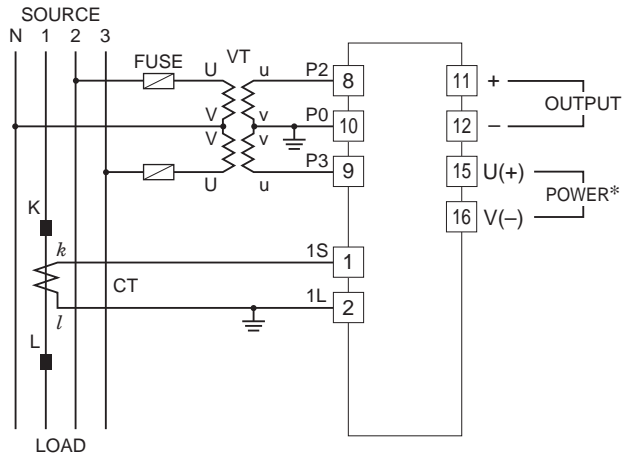 SOURCE
N 1 2 3
FUSE
VT
U u P2 8
V v P0 10
V v
U u P3 9
11 +
12 –
OUTPUT
15 U(+)
16 V(–)
POWER*
K
k
1S 1
CT
l
1L 2
L
LOAD